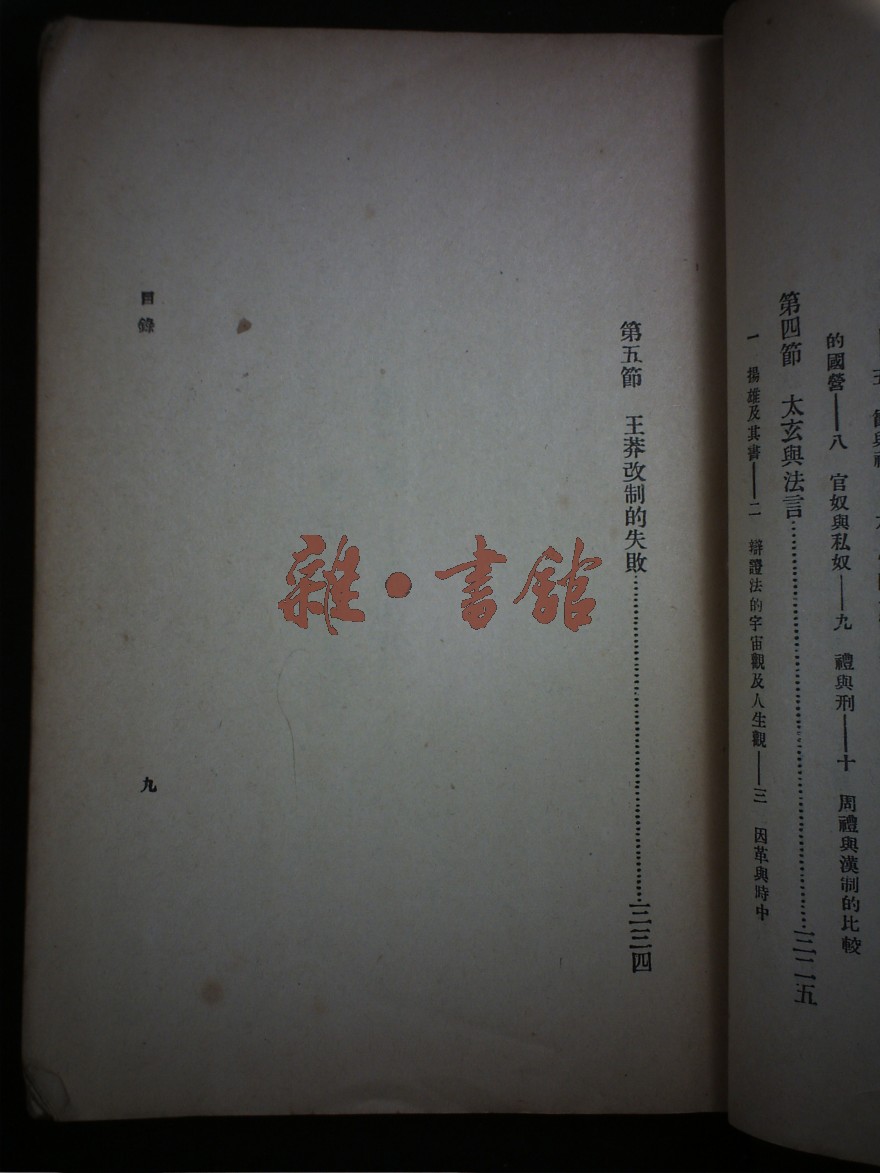 的國營——八　官奴與私奴——九　禮與刑——十　周禮與漢制的比較
第四節　太玄與法言……三二五
一　揚雄及其書——二　辯證法的宇宙觀及人生觀——三　因革與時中
第五節　王莽改制的失敗……三三四
目錄
九
雜·書館